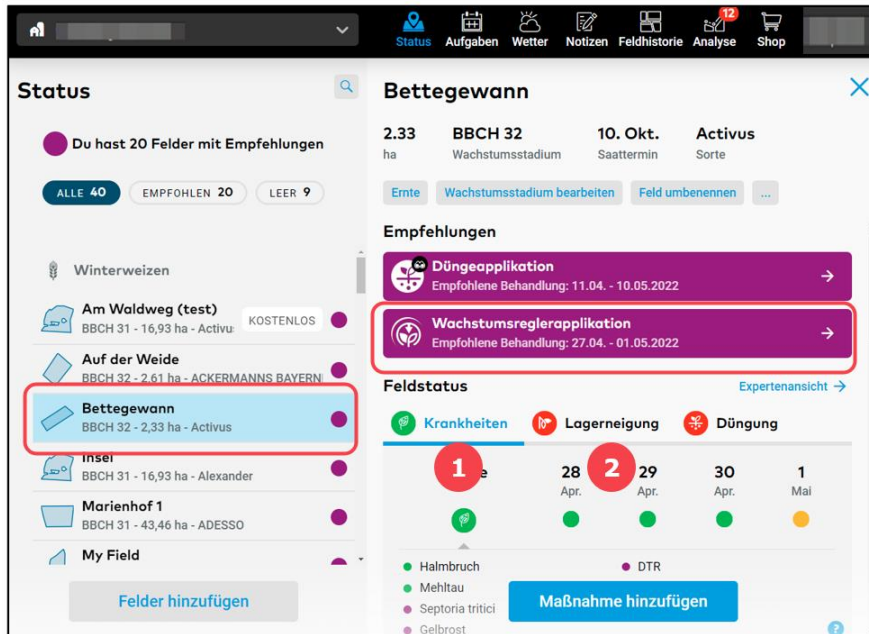 Status
Aufgaben
Wetter
Notizen
Feldhistorie
12
Analyse
Shop
Status
Du hast 20 Felder mit Empfehlungen
ALLE 40
EMPFOHLEN 20
LEER 9
Winterweizen
Am Waldweg (test)
BBCH 31 - 16,93 ha - Activu
KOSTENLOS
Auf der Weide
BBCH 32 - 2,61 ha - ACKERMANNS BAYERN
Bettegewann
BBCH 32 - 2,33 ha - Activus
Insel
BBCH 31 - 16,93 ha - Alexander
Marienhof 1
BBCH 31 - 43,46 ha - ADESSO
My Field
Felder hinzufügen
Bettegewann
2.33 BBCH 32 10. Okt. Activus
ha Wachstumsstadium Saattermin Sorte
Ernte Wachstumsstadium bearbeiten Feld umbenennen ...
Empfehlungen
Düngeapplikation
Empfohlene Behandlung: 11.04. - 10.05.2022
Wachstumsreglerapplikation
Empfohlene Behandlung: 27.04. - 01.05.2022
Feldstatus
Expertenansicht
Krankheiten Lagerneigung Düngung
1 e 28 2 29 30 1
Apr. Apr. Apr. Mai
Halmbruch DTR
Mehltau
Septoria tritici
Gelbrost
Maßnahme hinzufügen
?